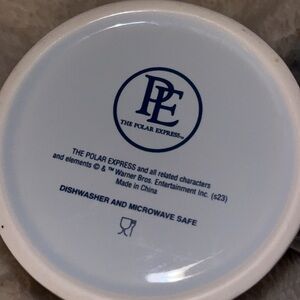 PE
THE POLAR EXPRESS™
THE POLAR EXPRESS and all related characters
and elements © & ™ Warner Bros. Entertainment Inc. (s23)
Made in China
DISHWASHER AND MICROWAVE SAFE